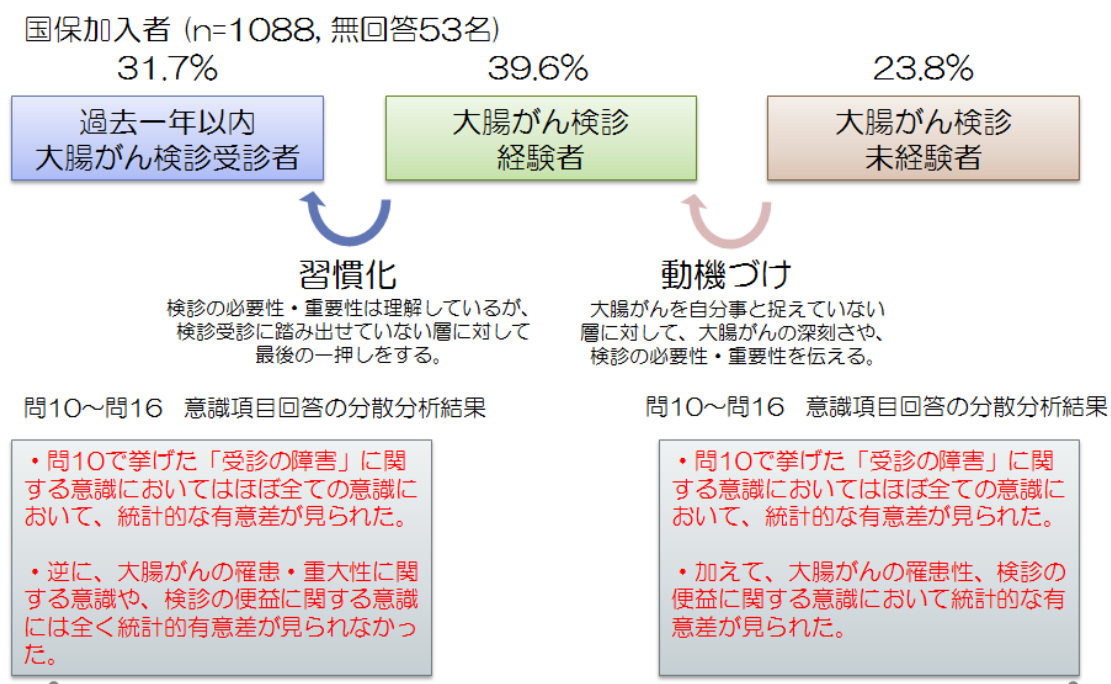 国保加入者 (n=1088, 無回答53名)
31.7%
39.6%
23.8%
過去一年以内
大腸がん検診受診者
大腸がん検診
経験者
大腸がん検診
未経験者
習慣化
検診の必要性・重要性は理解しているが、
検診受診に踏み出せていない層に対して
最後の一押しをする。
動機づけ
大腸がんを自分事と捉えていない
層に対して、大腸がんの深刻さや、
検診の必要性・重要性を伝える。
問10～問16 意識項目回答の分散分析結果
・問10で挙げた「受診の障害」に関
する意識においてはほぼ全ての意識に
おいて、統計的な有意差が見られた。
・逆に、大腸がんの罹患・重大性に関
する意識や、検診の便益に関する意識
には全く統計的有意差が見られなかっ
た。
問10～問16 意識項目回答の分散分析結果
・問10で挙げた「受診の障害」に関
する意識においてはほぼ全ての意識に
おいて、統計的な有意差が見られた。
・加えて、大腸がんの罹患性、検診の
便益に関する意識において統計的な有
意差が見られた。